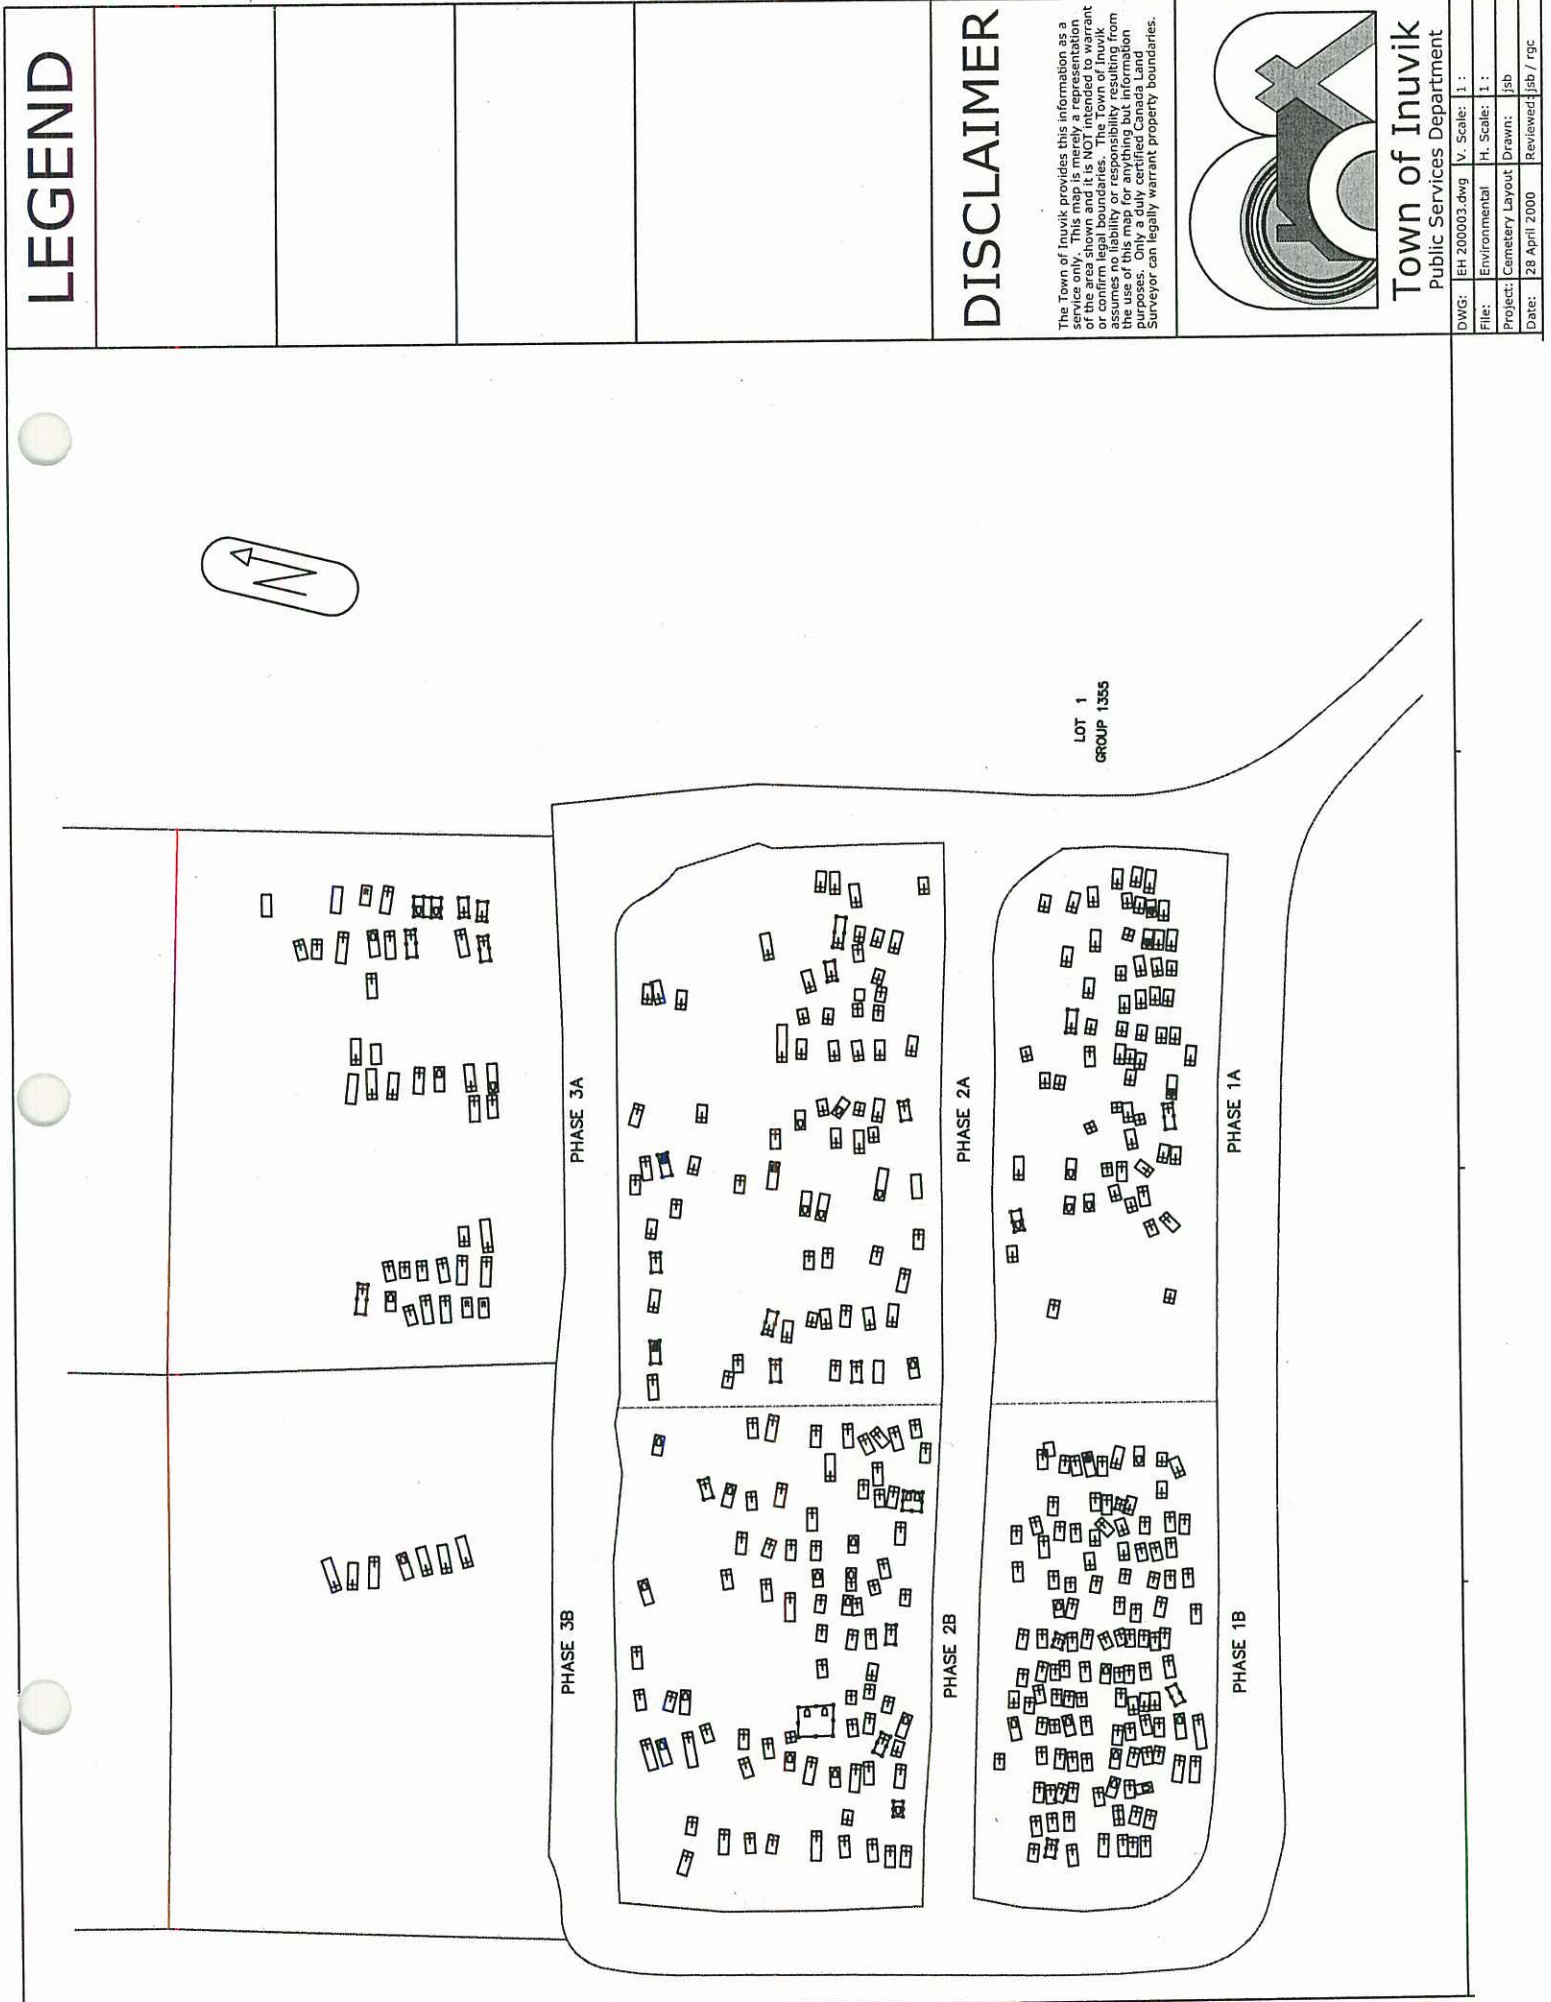 LEGEND
DISCLAIMER
The Town of Inuvik provides this information as a
service only. This map is merely a representation
of the area shown and it is NOT intended to warrant
or confirm legal boundaries. The Town of Inuvik
assumes no liability or responsibility resulting from
the use of this map for anything but information
purposes. Only a duly certified Canada Land
Surveyor can legally warrant property boundaries.
Town of Inuvik
Public Services Department
DWG: EH 200003.dwg V. Scale: 1 :
File: Environmental H. Scale: 1 :
Project: Cemetery Layout Drawn: jsb
Date: 28 April 2000 Reviewed: jsb / rgc
N
LOT 1
GROUP 1355
PHASE 3A
PHASE 2A
PHASE 1A
PHASE 3B
PHASE 2B
PHASE 1B